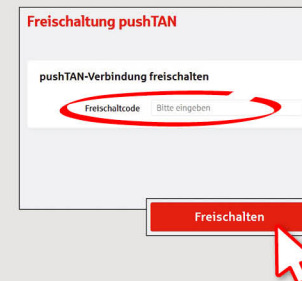 Freischaltung pushTAN
pushTAN-Verbindung freischalten
Freischaltcode Bitte eingeben
Freischalten